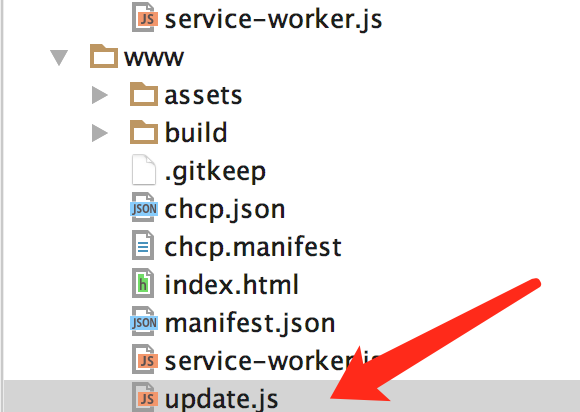 service-worker.js
www
assets
build
.gitkeep
JSON chcp.json
chcp.manifest
h index.html
JSON manifest.json
JS service-worker.js
JS update.js